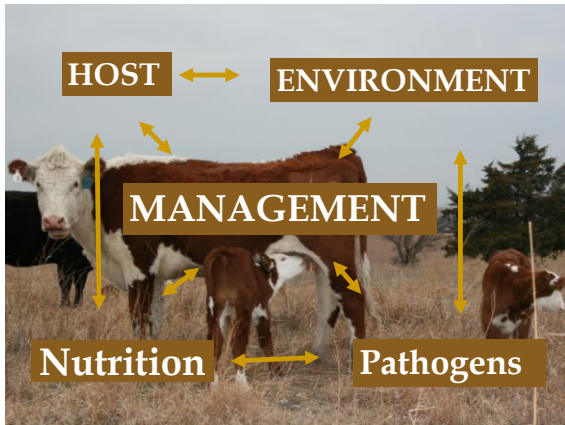 HOST
ENVIRONMENT
MANAGEMENT
Nutrition
Pathogens